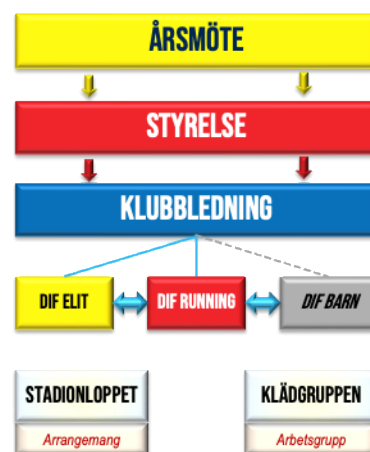 ÅRSMÖTE
STYRELSE
KLUBBLEDNING
DIF ELIT
DIF RUNNING
DIF BARN
STADIONLOPPET
KLÄDGRUPPEN
Arrangemang
Arbetsgrupp